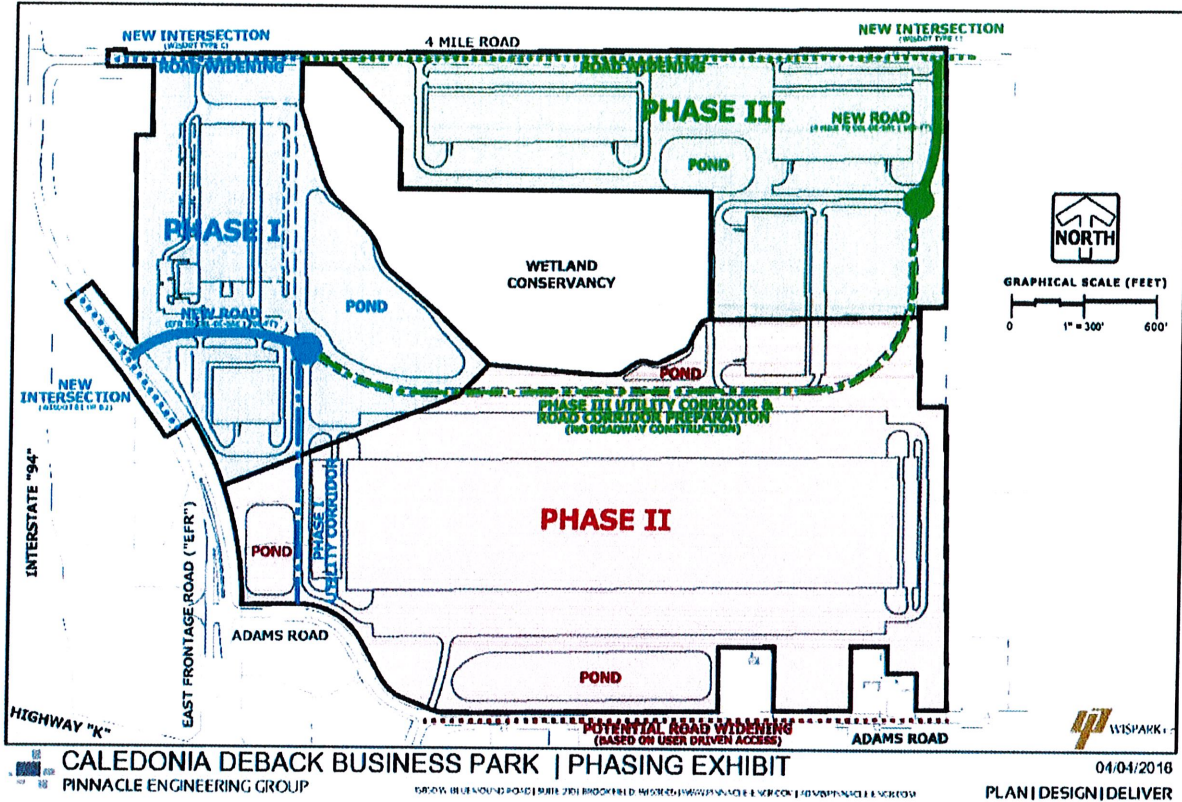 NEW INTERSECTION
4 MILE ROAD
NEW INTERSECTION
ROAD WIDENING
ROAD WIDENING
PHASE III
NEW ROAD
POND
PHASE I
NORTH
WETLAND
CONSERVANCY
POND
GRAPHICAL SCALE (FEET)
0 1" = 300' 600'
NEW ROAD
NEW
INTERSECTION
POND
PHASE III UTILITY CORRIDOR &
ROAD CORRIDOR PREPARATION
(NO ROADWAY CONSTRUCTION)
INTERSTATE "94"
EAST FRONTAGE ROAD ("EFR")
POND
PHASE I
UTILITY CORRIDOR
PHASE II
ADAMS ROAD
POND
HIGHWAY "K"
POTENTIAL ROAD WIDENING
(BASED ON USER DRIVEN ACCESS)
ADAMS ROAD
WISPARK
CALEDONIA DEBACK BUSINESS PARK | PHASING EXHIBIT
04/04/2016
PINNACLE ENGINEERING GROUP
PLAN | DESIGN | DELIVER